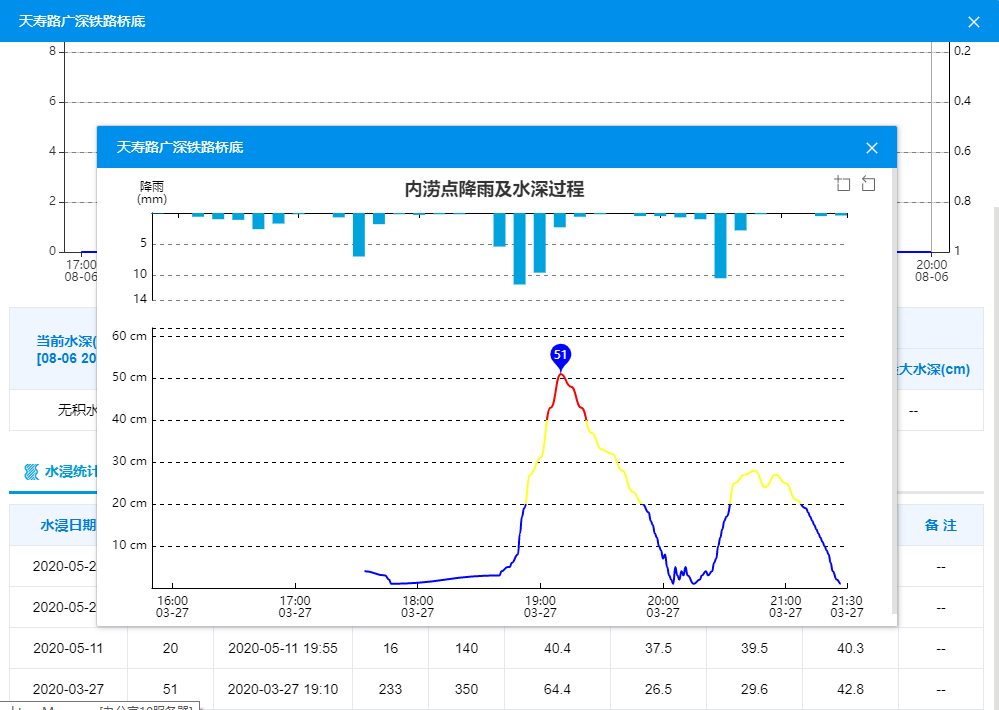 天寿路广深铁路桥底
8
0.2
6
0.4
4
0.6
2
0.8
0
1
17:00
08-06
20:00
08-06
天寿路广深铁路桥底
内涝点降雨及水深过程
降雨
(mm)
5
10
14
60 cm
50 cm
40 cm
30 cm
20 cm
10 cm
51
16:00
03-27
17:00
03-27
18:00
03-27
19:00
03-27
20:00
03-27
21:00
03-27
21:30
03-27
当前水深(
[08-06 20
大水深(cm)
无积水
--
水浸统计
水浸日期
备 注
2020-05-2
--
2020-05-2
--
2020-05-11 20 2020-05-11 19:55 16 140 40.4 37.5 39.5 40.3 --
2020-03-27 51 2020-03-27 19:10 233 350 64.4 26.5 29.6 42.8 --